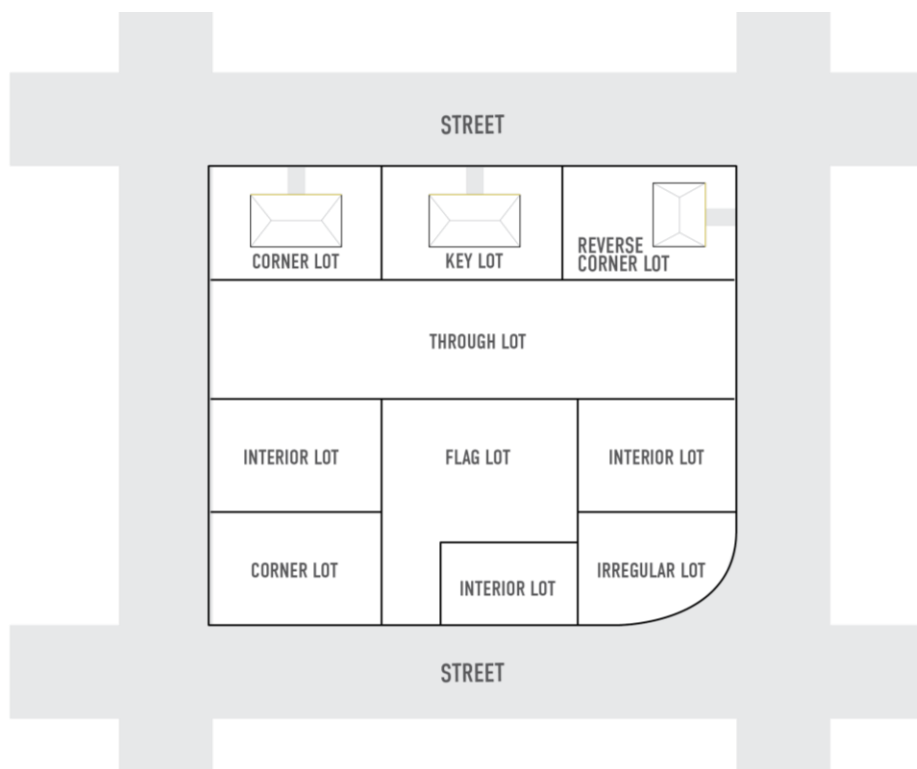 STREET
CORNER LOT
KEY LOT
REVERSE
CORNER LOT
THROUGH LOT
INTERIOR LOT
FLAG LOT
INTERIOR LOT
CORNER LOT
INTERIOR LOT
IRREGULAR LOT
STREET